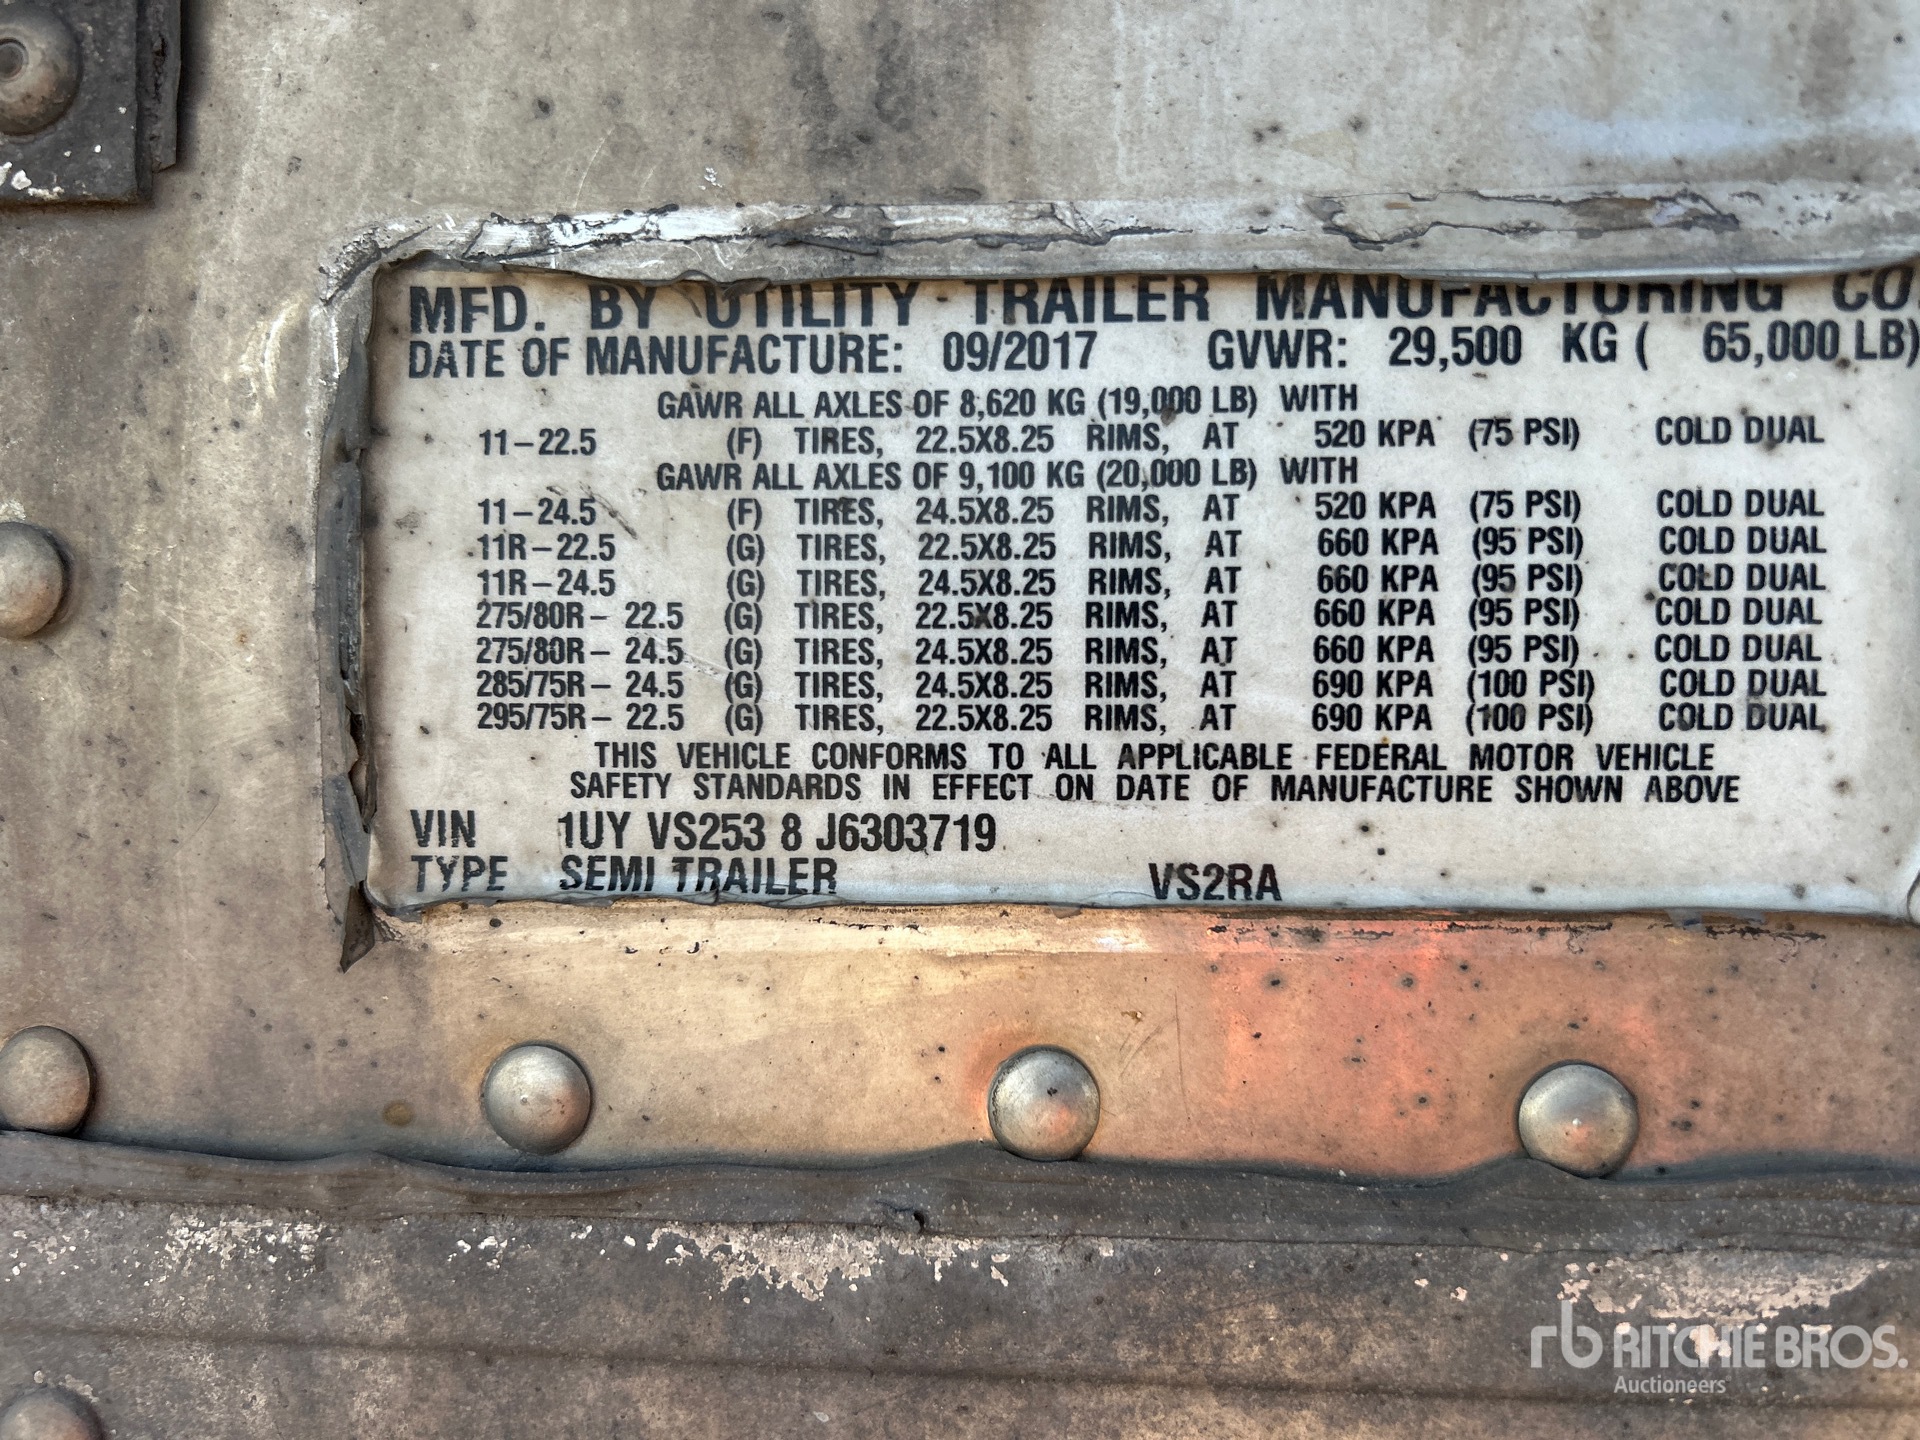 MFD. BY UTILITY TRAILER MANUFACTURING CO.
DATE OF MANUFACTURE: 09/2017 GVWR: 29,500 KG ( 65,000 LB)
GAWR ALL AXLES OF 8,620 KG (19,000 LB) WITH
11-22.5 (F) TIRES, 22.5X8.25 RIMS, AT 520 KPA (75 PSI) COLD DUAL
GAWR ALL AXLES OF 9,100 KG (20,000 LB) WITH
11-24.5 (F) TIRES, 24.5X8.25 RIMS, AT 520 KPA (75 PSI) COLD DUAL
11R-22.5 (G) TIRES, 22.5X8.25 RIMS, AT 660 KPA (95 PSI) COLD DUAL
11R-24.5 (G) TIRES, 24.5X8.25 RIMS, AT 660 KPA (95 PSI) COLD DUAL
275/80R- 22.5 (G) TIRES, 22.5X8.25 RIMS, AT 660 KPA (95 PSI) COLD DUAL
275/80R- 24.5 (G) TIRES, 24.5X8.25 RIMS, AT 660 KPA (95 PSI) COLD DUAL
285/75R- 24.5 (G) TIRES, 24.5X8.25 RIMS, AT 690 KPA (100 PSI) COLD DUAL
295/75R- 22.5 (G) TIRES, 22.5X8.25 RIMS, AT 690 KPA (100 PSI) COLD DUAL
THIS VEHICLE CONFORMS TO ALL APPLICABLE FEDERAL MOTOR VEHICLE
SAFETY STANDARDS IN EFFECT ON DATE OF MANUFACTURE SHOWN ABOVE
VIN 1UY VS253 8 J6303719
TYPE SEMI TRAILER VS2RA
rb RITCHIE BROS.
Auctioneers